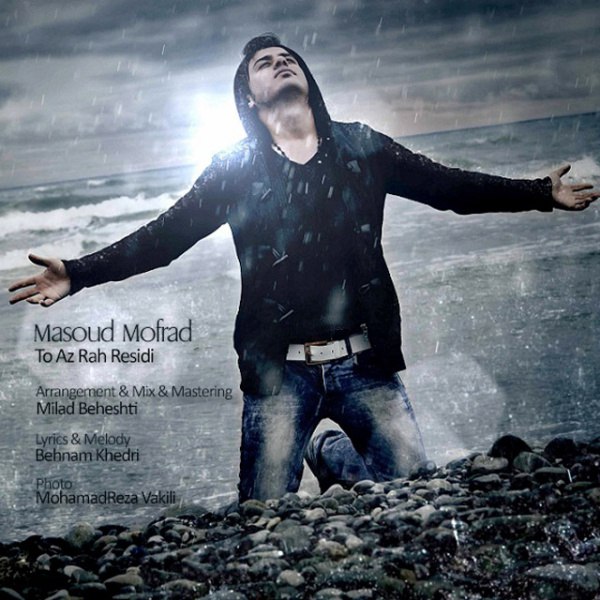 Masoud Mofrad
To Az Rah Residi
Arrangement & Mix & Mastering
Milad Beheshti
Lyrics & Melody
Behnam Khedri
Photo
MohamadReza Vakili